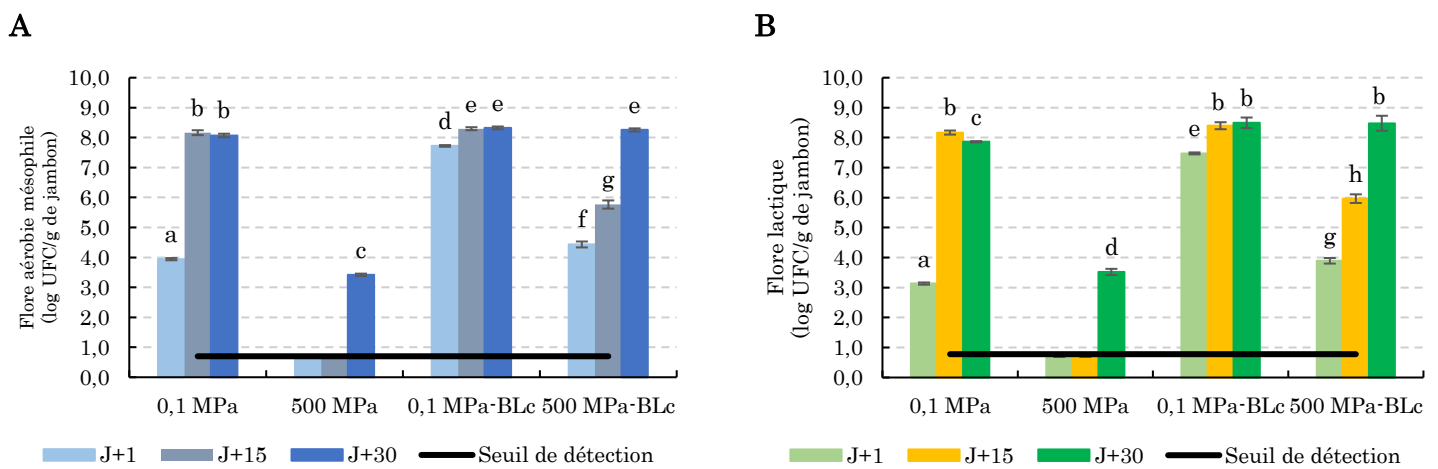 A
Flore aérobie mésophile
(log UFC/g de jambon)
10,0
9,0
8,0
7,0
6,0
5,0
4,0
3,0
2,0
1,0
0,0
a
b
b
c
d
e
e
f
g
e
0,1 MPa
500 MPa
0,1 MPa-BLc
500 MPa-BLc
J+1
J+15
J+30
Seuil de détection
B
Flore lactique
(log UFC/g de jambon)
10,0
9,0
8,0
7,0
6,0
5,0
4,0
3,0
2,0
1,0
0,0
a
b
c
d
e
b
b
g
h
b
0,1 MPa
500 MPa
0,1 MPa-BLc
500 MPa-BLc
J+1
J+15
J+30
Seuil de détection